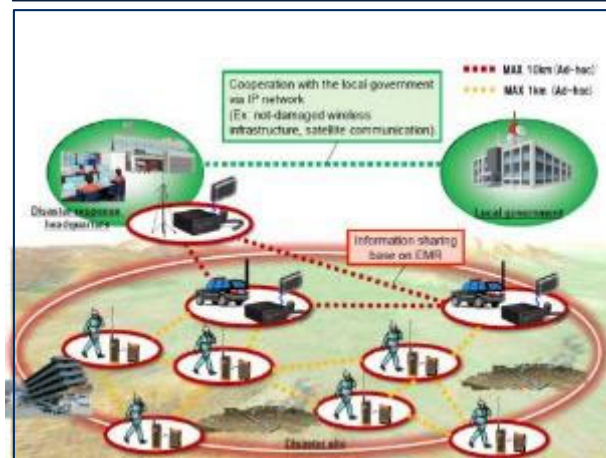 MAX 10km (Ad-hoc)
MAX 1km (Ad-hoc)
Cooperation with the local government
via IP network
(Ex: not-damaged wireless
infrastructure, satellite communication)
Disaster response
headquarters
Local government
Information sharing
base on CMR
Disaster site